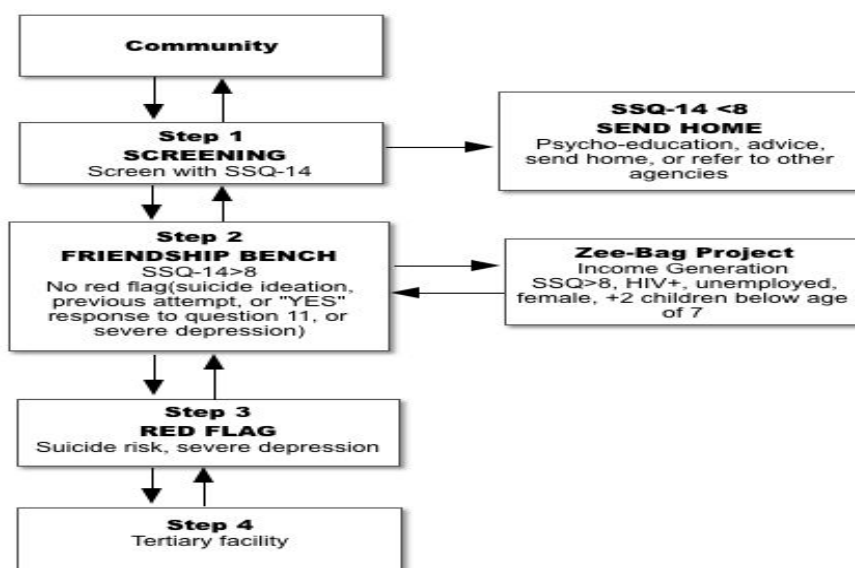 Community
Step 1
SCREENING
Screen with SSQ-14
SSQ-14 <8
SEND HOME
Psycho-education, advice,
send home, or refer to other
agencies
Step 2
FRIENDSHIP BENCH
SSQ-14>8
No red flag(suicide ideation,
previous attempt, or "YES"
response to question 11, or
severe depression)
Zee-Bag Project
Income Generation
SSQ>8, HIV+, unemployed,
female, +2 children below age
of 7
Step 3
RED FLAG
Suicide risk, severe depression
Step 4
Tertiary facility